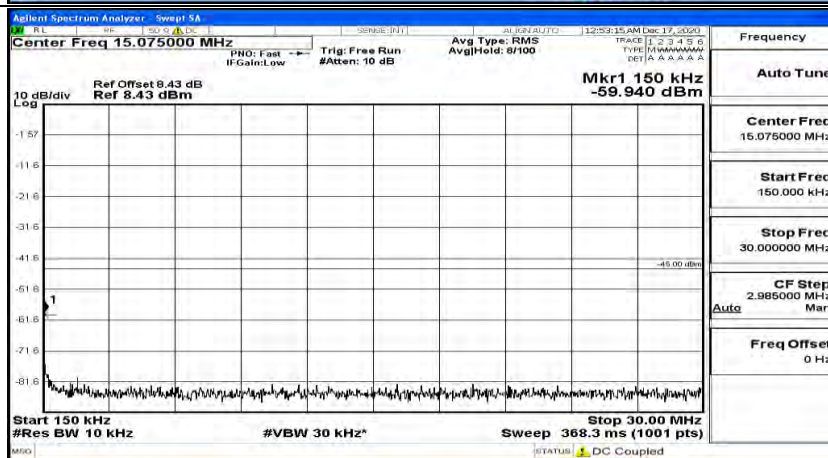 Agilent Spectrum Analyzer - Swept SA
RL RF 50 Ω DC SENSE:INT ALIGN AUTO 12:53:15 AM Dec 17, 2020
Center Freq 15.075000 MHz
PNO: Fast
IFGain:Low
Trig: Free Run
#Atten: 10 dB
Avg Type: RMS
Avg|Hold: 8/100
TRACE 1 2 3 4 5 6
TYPE MWWWWW
DET A A A A A A
Ref Offset 8.43 dB
10 dB/div Ref 8.43 dBm
Log
Mkr1 150 kHz
-59.940 dBm
-1.57
-11.6
-21.6
-31.6
-41.6
-45.00 dBm
-51.6
1
-61.6
-71.6
-81.6
Start 150 kHz
Stop 30.00 MHz
#Res BW 10 kHz
#VBW 30 kHz*
Sweep 368.3 ms (1001 pts)
MSG
STATUS DC Coupled
Frequency
Auto Tune
Center Freq
15.075000 MHz
Start Freq
150.000 kHz
Stop Freq
30.000000 MHz
CF Step
2.985000 MHz
Auto Man
Freq Offset
0 Hz